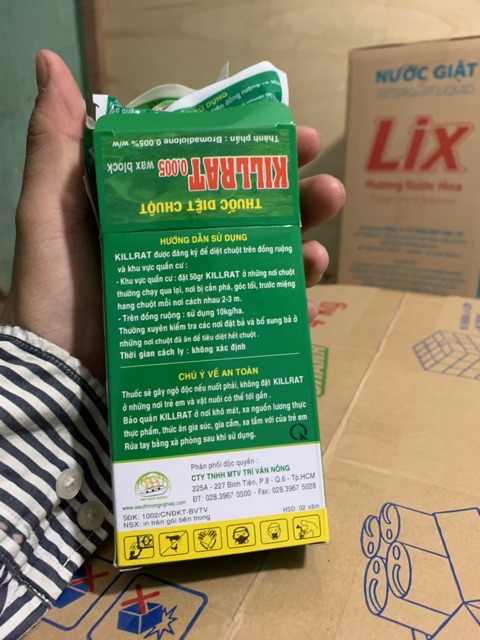 THUỐC DIỆT CHUỘT
KILLRAT 0.005 wax block
Thành phần : Bromadiolone 0.005% w/w
HƯỚNG DẪN SỬ DỤNG
KILLRAT được đăng ký để diệt chuột trên đồng ruộng
và khu vực quần cư :
- Khu vực quần cư : đặt 50gr KILLRAT ở những nơi chuột
thường chạy qua lại, nơi bị cắn phá, góc tối, trước miệng
hang chuột mỗi nơi cách nhau 2-3 m.
- Trên đồng ruộng : sử dụng 10kg/ha.
Thường xuyên kiểm tra các nơi đặt bả và bổ sung bả ở
những nơi chuột đã ăn để tiêu diệt hết chuột .
Thời gian cách ly : không xác định
CHÚ Ý VỀ AN TOÀN
Thuốc sẽ gây ngộ độc nếu nuốt phải, không đặt KILLRAT
ở những nơi trẻ em và vật nuôi có thể tới gần .
Bảo quản KILLRAT ở nơi khô mát, xa nguồn lương thực
thực phẩm, thức ăn gia súc, gia cầm, xa tầm với của trẻ em
Rửa tay bằng xà phòng sau khi sử dụng.
Phân phối độc quyền :
CTY TNHH MTV TRÍ VĂN NÔNG
225A - 227 Bình Tiên, P.8 - Q.6 - Tp.HCM
ĐT: 028.3967 0500 - Fax: 028.3967 5028
www.sieuthinongnghiep.com
SĐK: 1002/CNĐKT-BVTV
NSX: in trên gói bên trong
HSD: 02 năm
NƯỚC GIẶT
DETERGENT LIQUID
Lix
Hương Nước Hoa